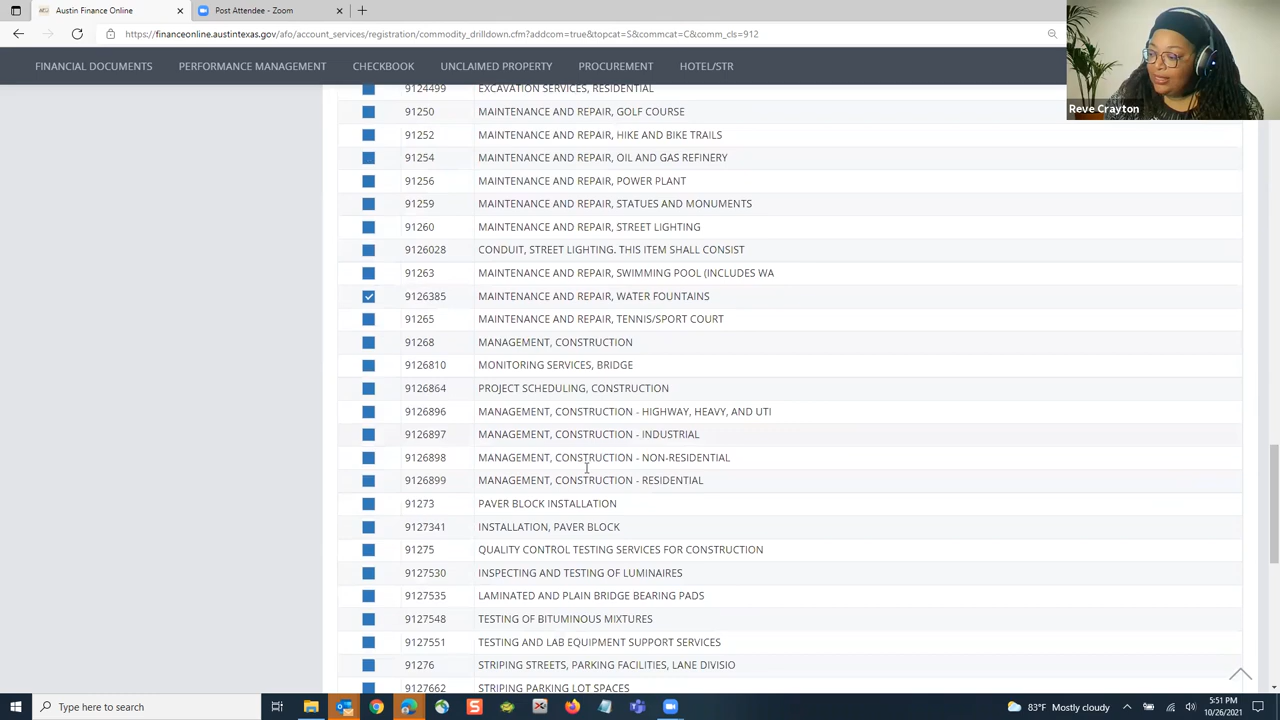 Austin Finance Online
Post Attendee - Zoom
https://financeonline.austintexas.gov/afo/account_services/registration/commodity_drilldown.cfm?addcom=true&topcat=S&commcat=C&comm_cls=912
FINANCIAL DOCUMENTS PERFORMANCE MANAGEMENT CHECKBOOK UNCLAIMED PROPERTY PROCUREMENT HOTEL/STR
Reve Crayton
9124499 EXCAVATION SERVICES, RESIDENTIAL
91250 MAINTENANCE AND REPAIR, GOLF COURSE
91252 MAINTENANCE AND REPAIR, HIKE AND BIKE TRAILS
91254 MAINTENANCE AND REPAIR, OIL AND GAS REFINERY
91256 MAINTENANCE AND REPAIR, POWER PLANT
91259 MAINTENANCE AND REPAIR, STATUES AND MONUMENTS
91260 MAINTENANCE AND REPAIR, STREET LIGHTING
9126028 CONDUIT, STREET LIGHTING. THIS ITEM SHALL CONSIST
91263 MAINTENANCE AND REPAIR, SWIMMING POOL (INCLUDES WA
9126385 MAINTENANCE AND REPAIR, WATER FOUNTAINS
91265 MAINTENANCE AND REPAIR, TENNIS/SPORT COURT
91268 MANAGEMENT, CONSTRUCTION
9126810 MONITORING SERVICES, BRIDGE
9126864 PROJECT SCHEDULING, CONSTRUCTION
9126896 MANAGEMENT, CONSTRUCTION - HIGHWAY, HEAVY, AND UTI
9126897 MANAGEMENT, CONSTRUCTION - INDUSTRIAL
9126898 MANAGEMENT, CONSTRUCTION - NON-RESIDENTIAL
9126899 MANAGEMENT, CONSTRUCTION - RESIDENTIAL
91273 PAVER BLOCK INSTALLATION
9127341 INSTALLATION, PAVER BLOCK
91275 QUALITY CONTROL TESTING SERVICES FOR CONSTRUCTION
9127530 INSPECTING AND TESTING OF LUMINAIRES
9127535 LAMINATED AND PLAIN BRIDGE BEARING PADS
9127548 TESTING OF BITUMINOUS MIXTURES
9127551 TESTING AND LAB EQUIPMENT SUPPORT SERVICES
91276 STRIPING STREETS, PARKING FACILITIES, LANE DIVISIO
9127662 STRIPING PARKING LOT SPACES
Type here to search
83°F Mostly cloudy
5:51 PM
10/26/2021